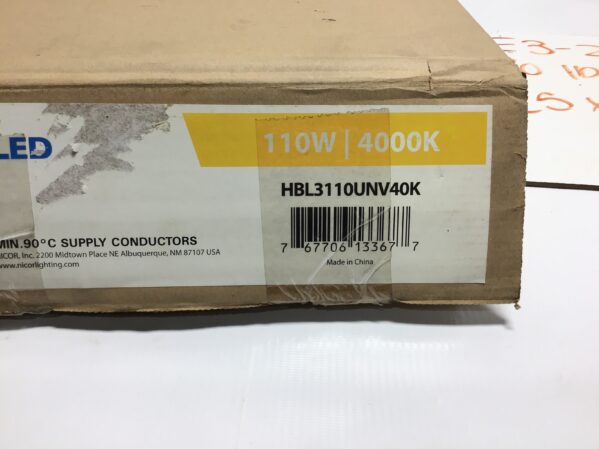 LED
110W | 4000K
HBL3110UNV40K
7 67706 13367 7
Made in China
MIN.90°C SUPPLY CONDUCTORS
NICOR, Inc. 2200 Midtown Place NE Albuquerque, NM 87107 USA
www.nicorlighting.com